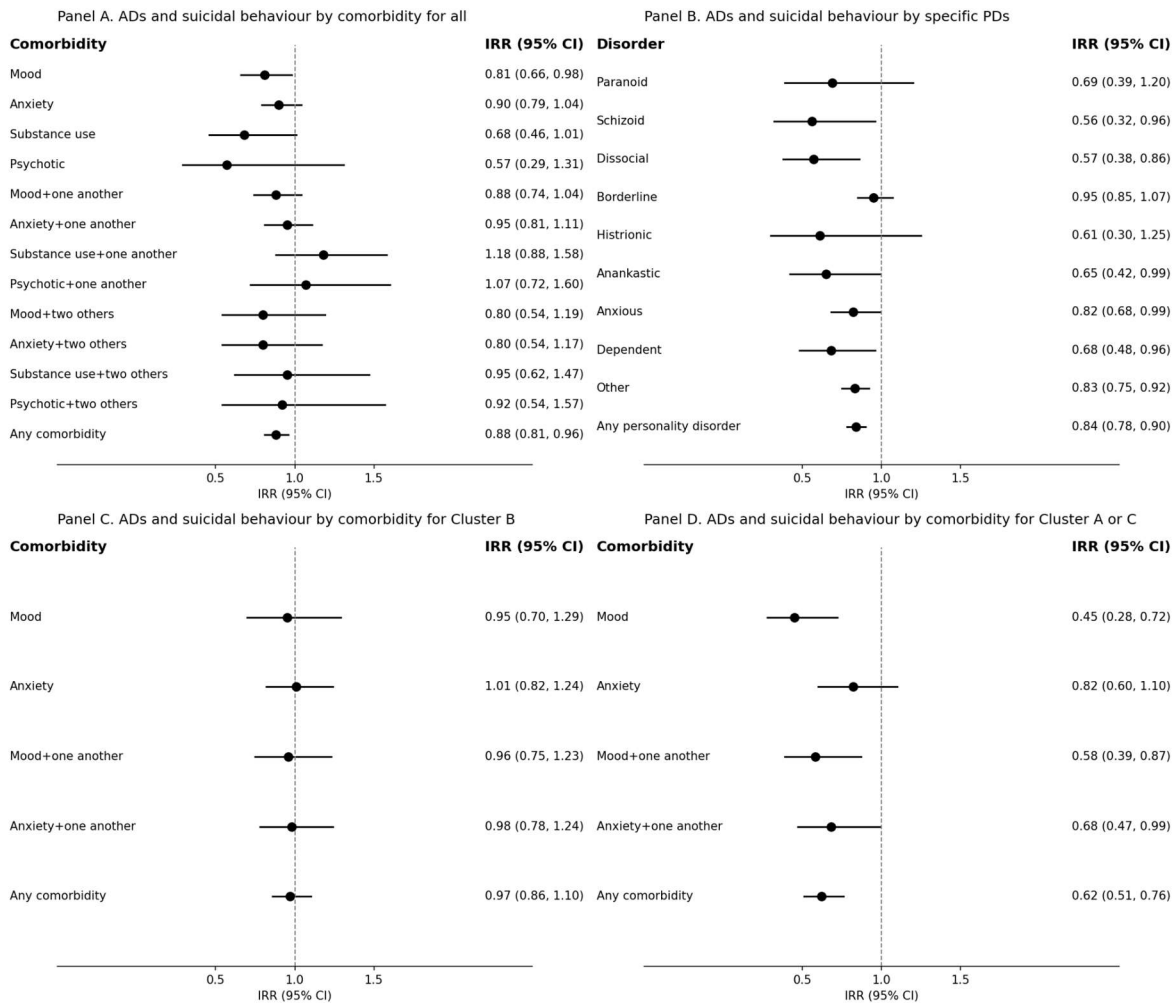 Panel A. ADs and suicidal behaviour by comorbidity for all
Comorbidity IRR (95% CI)
Mood 0.81 (0.66, 0.98)
Anxiety 0.90 (0.79, 1.04)
Substance use 0.68 (0.46, 1.01)
Psychotic 0.57 (0.29, 1.31)
Mood+one another 0.88 (0.74, 1.04)
Anxiety+one another 0.95 (0.81, 1.11)
Substance use+one another 1.18 (0.88, 1.58)
Psychotic+one another 1.07 (0.72, 1.60)
Mood+two others 0.80 (0.54, 1.19)
Anxiety+two others 0.80 (0.54, 1.17)
Substance use+two others 0.95 (0.62, 1.47)
Psychotic+two others 0.92 (0.54, 1.57)
Any comorbidity 0.88 (0.81, 0.96)
0.5 1.0 1.5
IRR (95% CI)
Panel B. ADs and suicidal behaviour by specific PDs
Disorder IRR (95% CI)
Paranoid 0.69 (0.39, 1.20)
Schizoid 0.56 (0.32, 0.96)
Dissocial 0.57 (0.38, 0.86)
Borderline 0.95 (0.85, 1.07)
Histrionic 0.61 (0.30, 1.25)
Anankastic 0.65 (0.42, 0.99)
Anxious 0.82 (0.68, 0.99)
Dependent 0.68 (0.48, 0.96)
Other 0.83 (0.75, 0.92)
Any personality disorder 0.84 (0.78, 0.90)
0.5 1.0 1.5
IRR (95% CI)
Panel C. ADs and suicidal behaviour by comorbidity for Cluster B
Comorbidity IRR (95% CI)
Mood 0.95 (0.70, 1.29)
Anxiety 1.01 (0.82, 1.24)
Mood+one another 0.96 (0.75, 1.23)
Anxiety+one another 0.98 (0.78, 1.24)
Any comorbidity 0.97 (0.86, 1.10)
0.5 1.0 1.5
IRR (95% CI)
Panel D. ADs and suicidal behaviour by comorbidity for Cluster A or C
Comorbidity IRR (95% CI)
Mood 0.45 (0.28, 0.72)
Anxiety 0.82 (0.60, 1.10)
Mood+one another 0.58 (0.39, 0.87)
Anxiety+one another 0.68 (0.47, 0.99)
Any comorbidity 0.62 (0.51, 0.76)
0.5 1.0 1.5
IRR (95% CI)